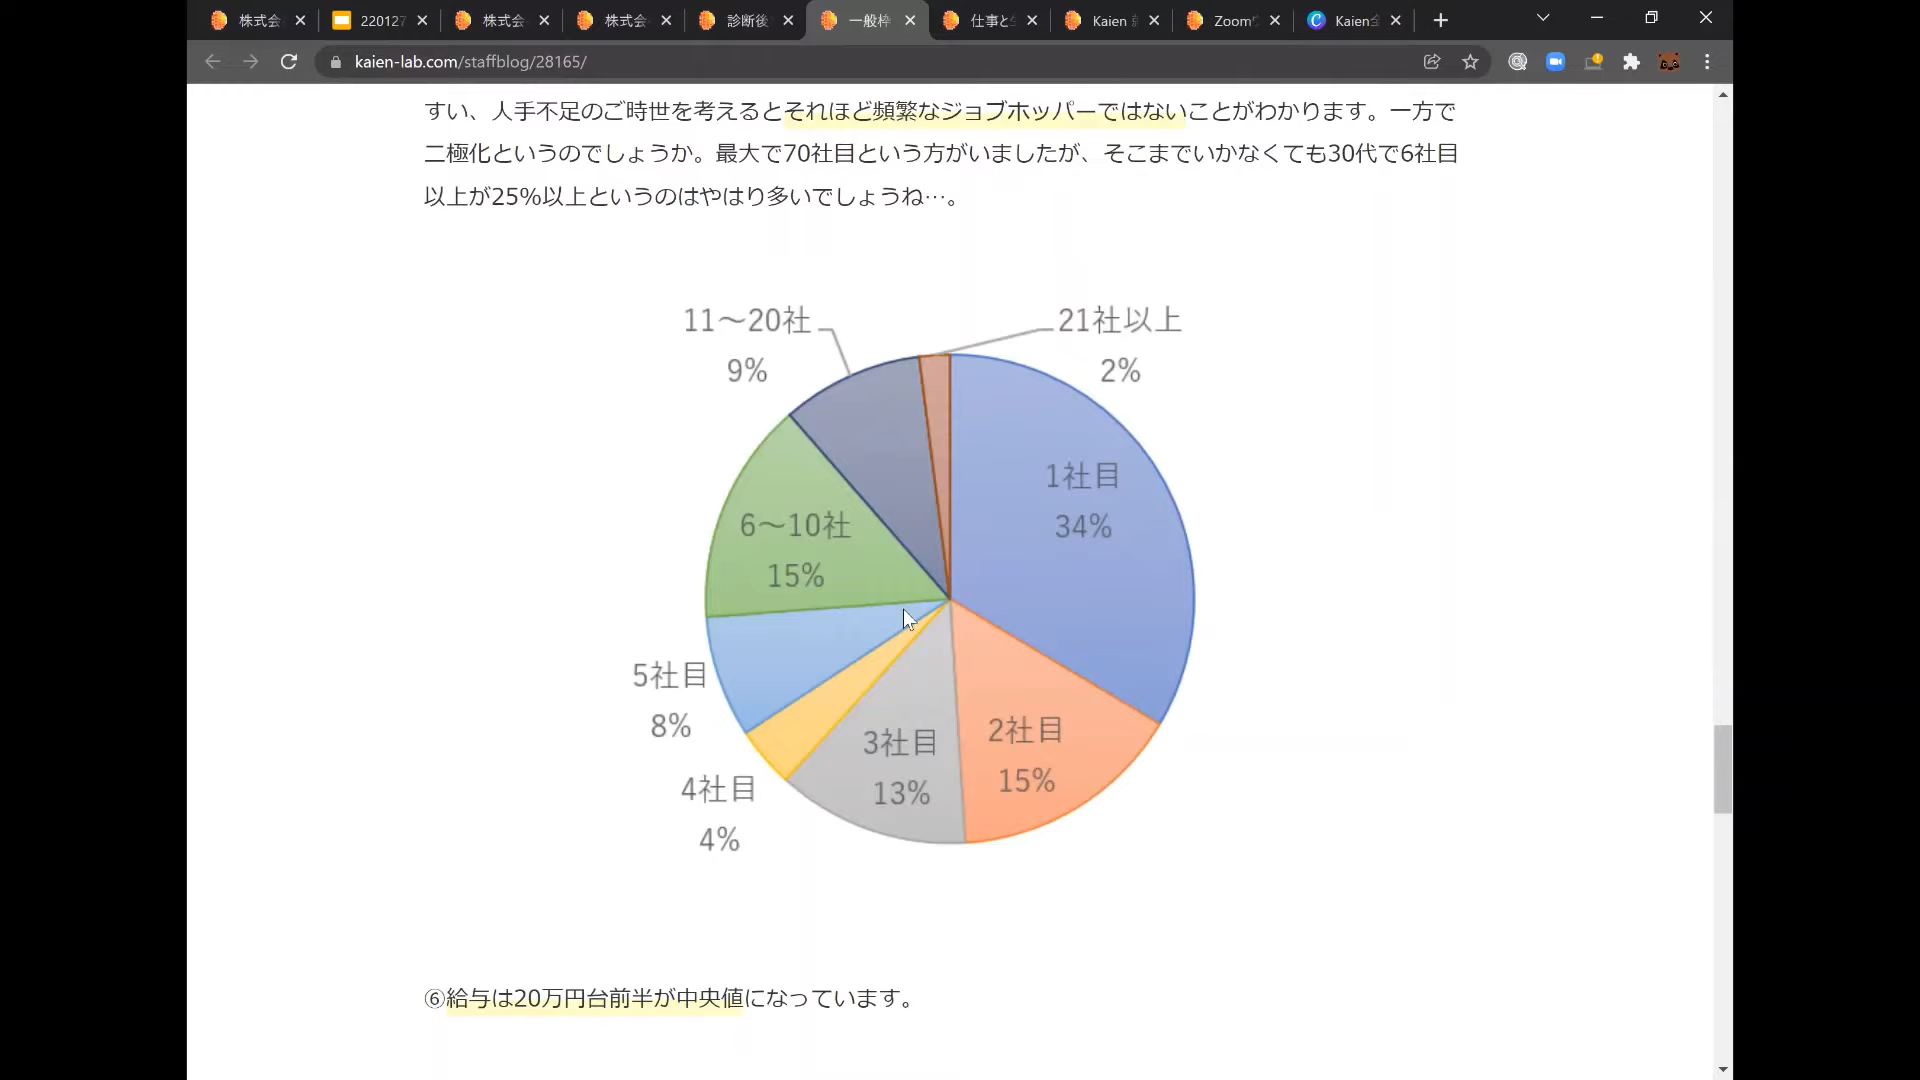 株式会
220127
株式会
株式会
診断後
一般枠
仕事と
Kaien
Zoom
Kaien
kaien-lab.com/staffblog/28165/
すい、人手不足のご時世を考えるとそれほど頻繁なジョブホッパーではないことがわかります。一方で
二極化というのでしょうか。最大で70社目という方がいましたが、そこまでいかなくても30代で6社目
以上が25%以上というのはやはり多いでしょうね…。
11～20社
9%
21社以上
2%
1社目
34%
6～10社
15%
5社目
8%
2社目
15%
3社目
13%
4社目
4%
⑥給与は20万円台前半が中央値になっています。